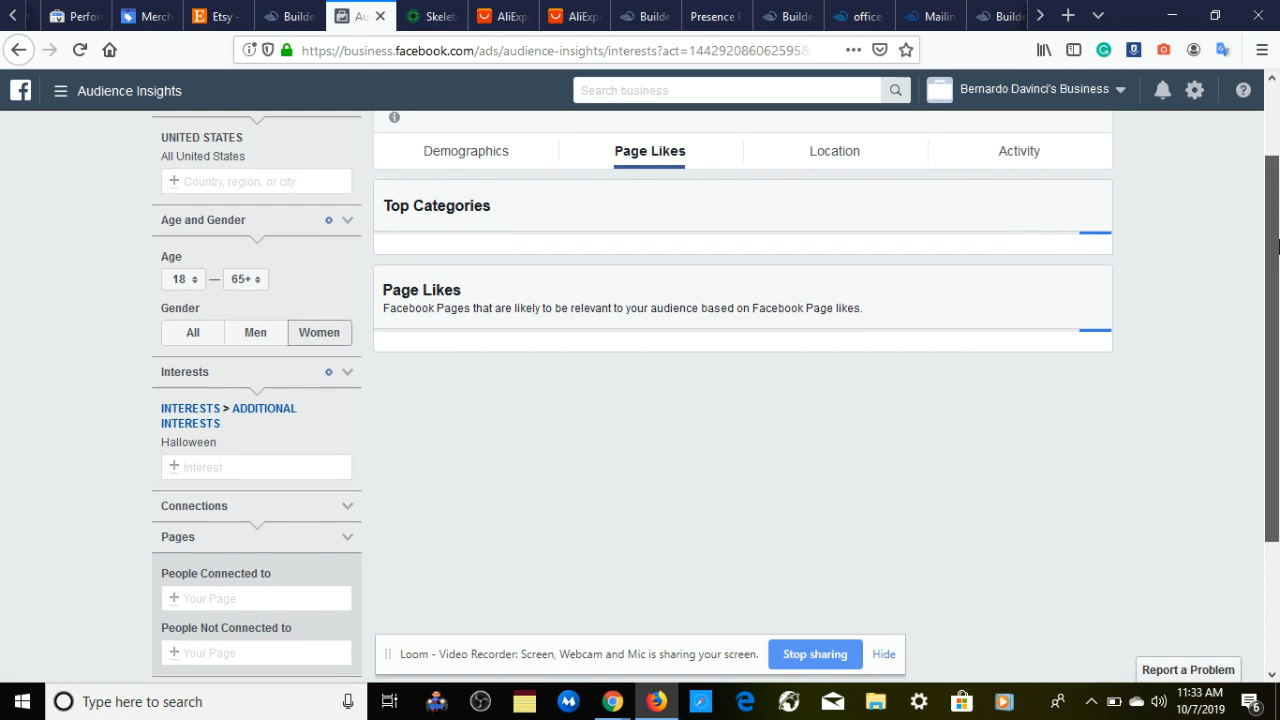 Perforn
Merch
Etsy -
Builde
Au
Skelet
AliExp
AliExp
Builde
Presence P
Builde
office.
Mailin
Builde
https://business.facebook.com/ads/audience-insights/interests?act=144292086062595&
Audience Insights
Search business
Bernardo Davinci's Business
UNITED STATES
All United States
Country, region, or city
Age and Gender
Age
18 — 65+
Gender
All Men Women
Interests
INTERESTS > ADDITIONAL
INTERESTS
Halloween
Interest
Connections
Pages
People Connected to
Your Page
People Not Connected to
Your Page
Demographics Page Likes Location Activity
Top Categories
Page Likes
Facebook Pages that are likely to be relevant to your audience based on Facebook Page likes.
Loom - Video Recorder: Screen, Webcam and Mic is sharing your screen. Stop sharing Hide
Report a Problem
Type here to search
11:33 AM
10/7/2019
6